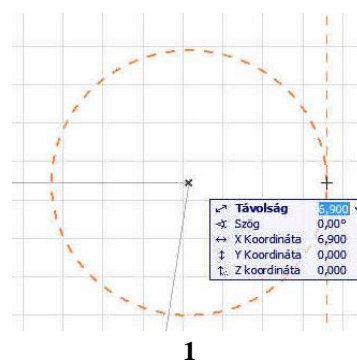 Távolság 6,900
Szög 0,00°
X Koordináta 6,900
Y Koordináta 0,000
Z koordináta 0,000
1